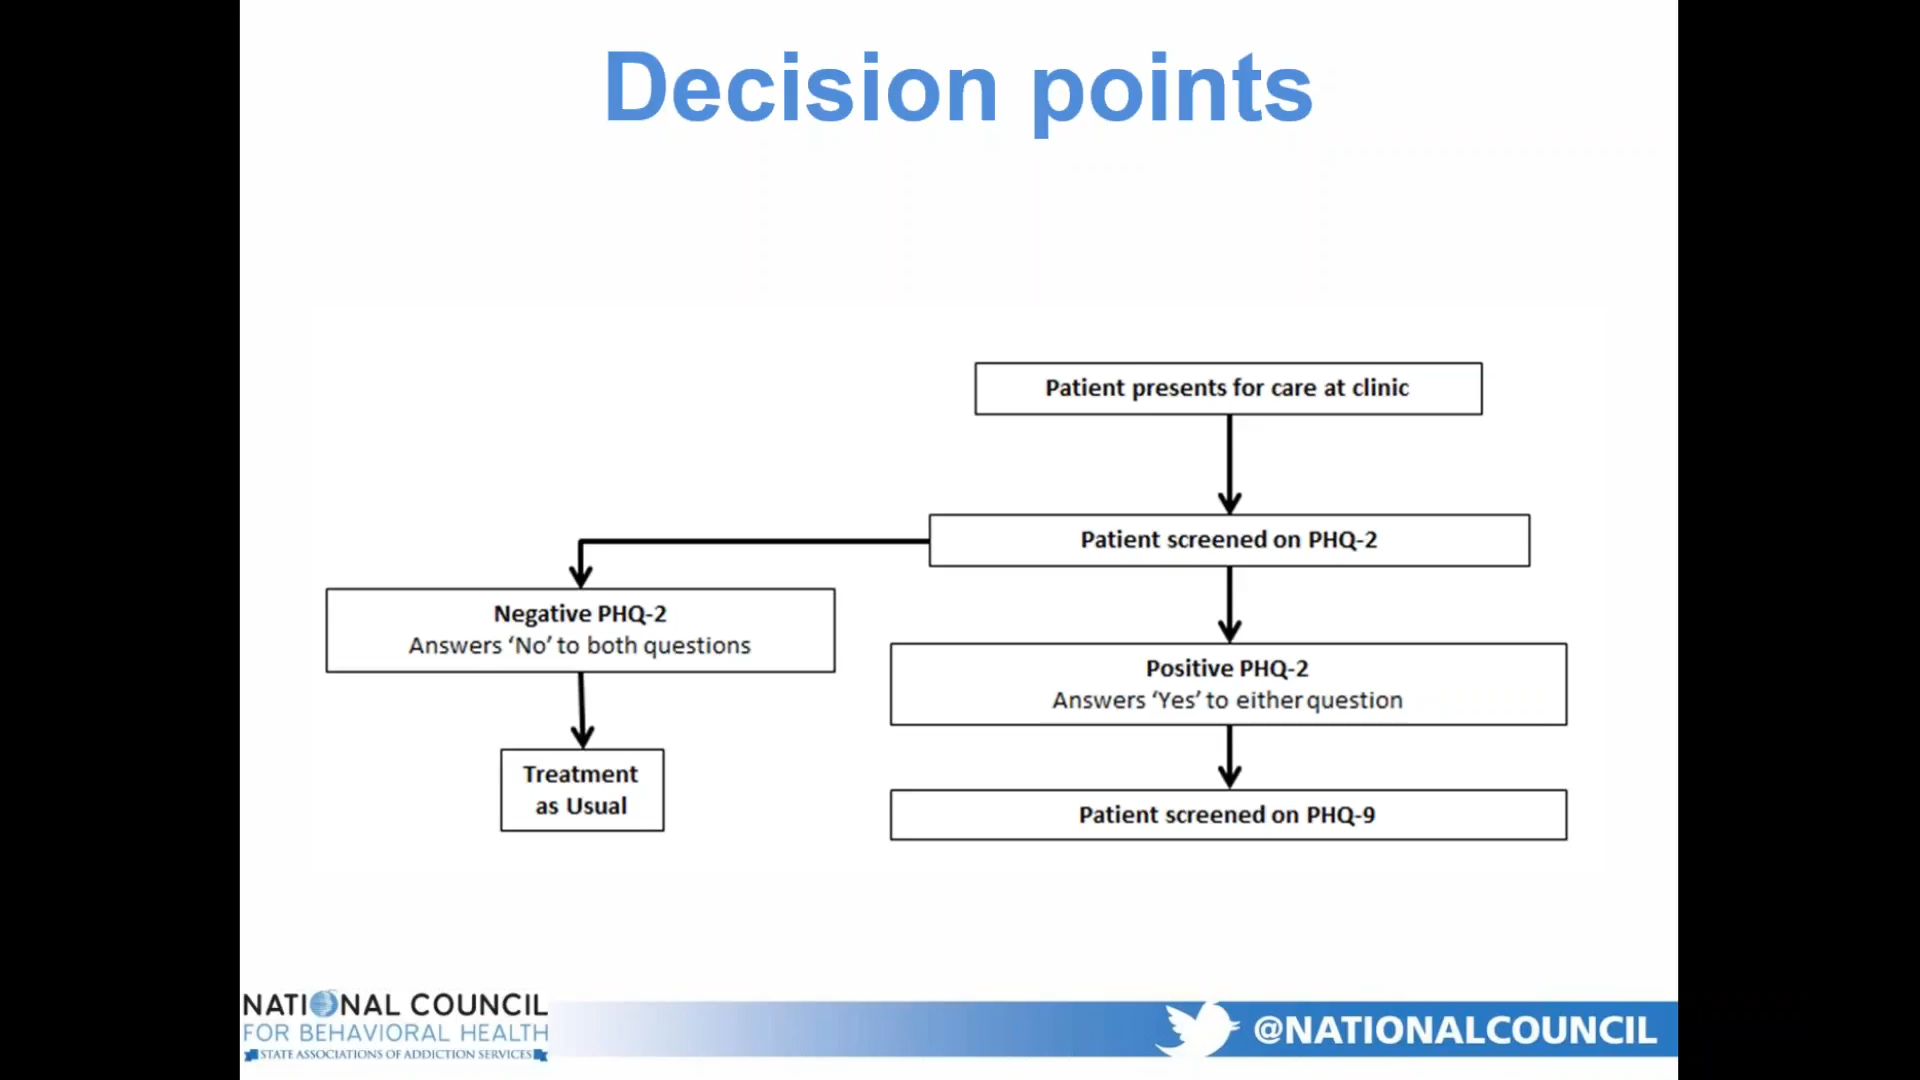 Decision points
Patient presents for care at clinic
Patient screened on PHQ-2
Negative PHQ-2
Answers ‘No’ to both questions
Positive PHQ-2
Answers ‘Yes’ to either question
Treatment
as Usual
Patient screened on PHQ-9
NATIONAL COUNCIL
FOR BEHAVIORAL HEALTH
STATE ASSOCIATIONS OF ADDICTION SERVICES
@NATIONALCOUNCIL